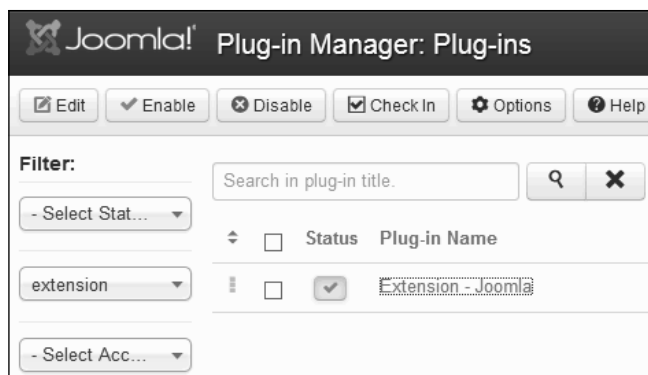 Joomla! Plug-in Manager: Plug-ins
Edit Enable Disable Check In Options Help
Filter:
Search in plug-in title.
- Select Stat...
Status Plug-in Name
extension
Extension - Joomla
- Select Acc...